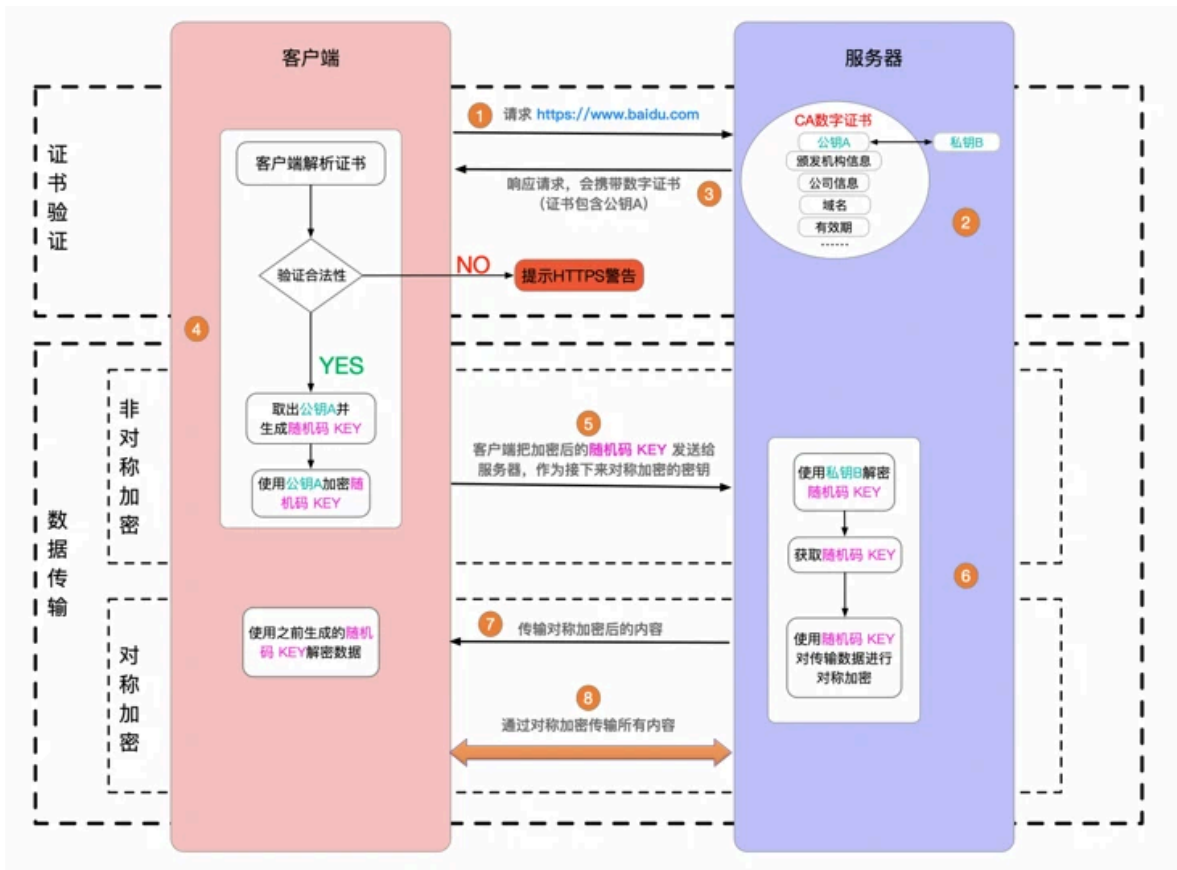 客户端
服务器
证书验证
1
请求 https://www.baidu.com
CA数字证书
公钥A
私钥B
颁发机构信息
公司信息
域名
有效期
······
2
响应请求，会携带数字证书
（证书包含公钥A）
3
客户端解析证书
验证合法性
NO
提示HTTPS警告
4
YES
数据传输
非对称加密
取出公钥A并
生成随机码 KEY
使用公钥A加密随
机码 KEY
5
客户端把加密后的随机码 KEY 发送给
服务器，作为接下来对称加密的密钥
使用私钥B解密
随机码 KEY
获取随机码 KEY
6
使用随机码 KEY
对传输数据进行
对称加密
对称加密
7
传输对称加密后的内容
使用之前生成的随机
码 KEY解密数据
8
通过对称加密传输所有内容